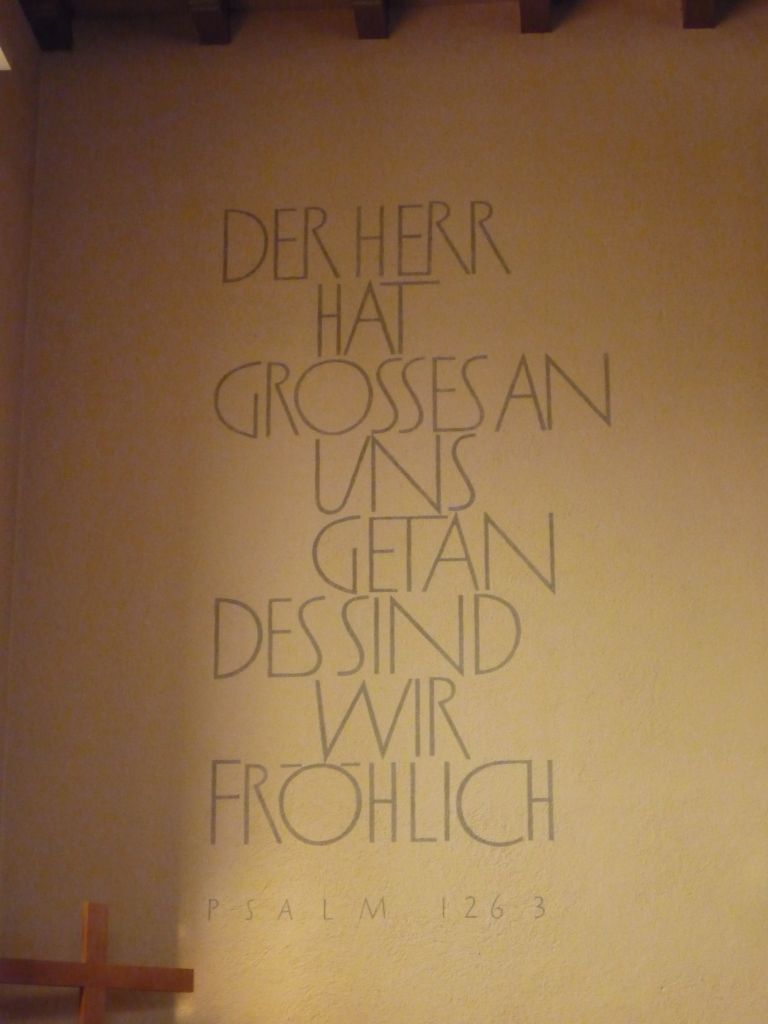 DER HERR
HAT
GROSSES AN
UNS
GETAN
DES SIND
WIR
FRÖHLICH
PSALM 126 3